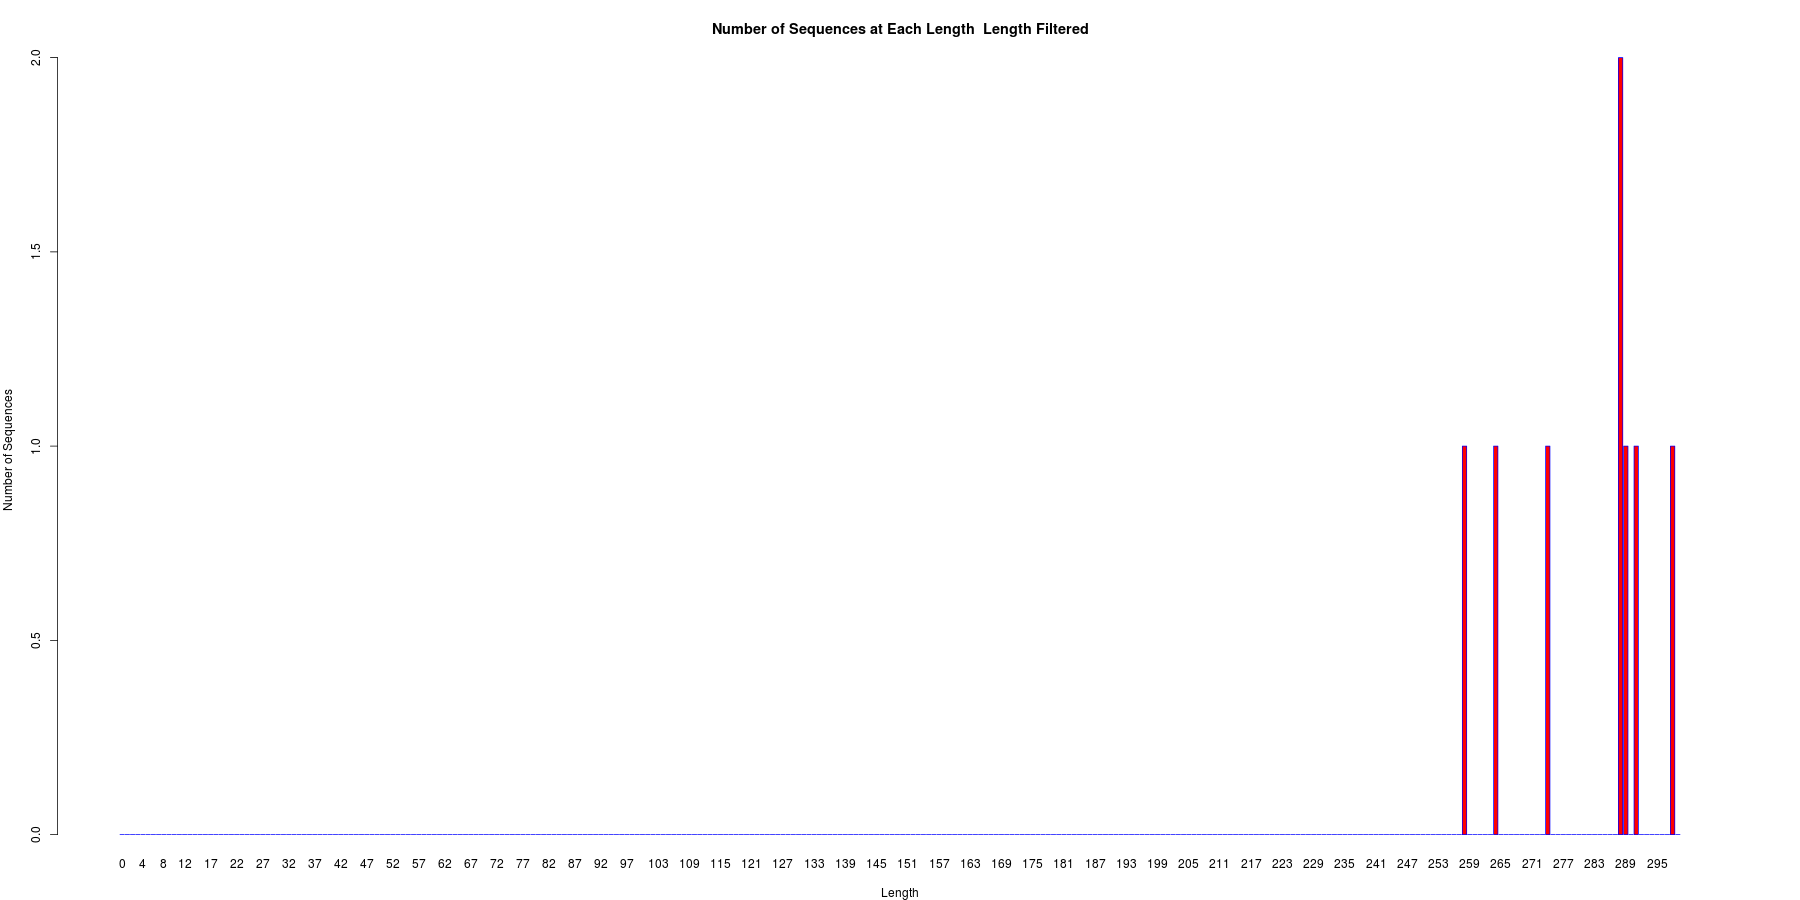 Number of Sequences at Each Length  Length Filtered
2.0
1.5
1.0
0.5
0.0
Number of Sequences
0 4 8 12 17 22 27 32 37 42 47 52 57 62 67 72 77 82 87 92 97 103 109 115 121 127 133 139 145 151 157 163 169 175 181 187 193 199 205 211 217 223 229 235 241 247 253 259 265 271 277 283 289 295
Length